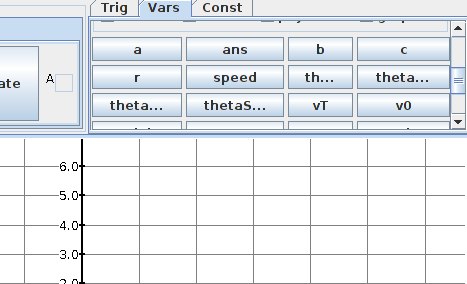 Trig Vars Const
a ans b c
ate A
r speed th... theta...
theta... thetaS... vT v0
6.0
5.0
4.0
3.0